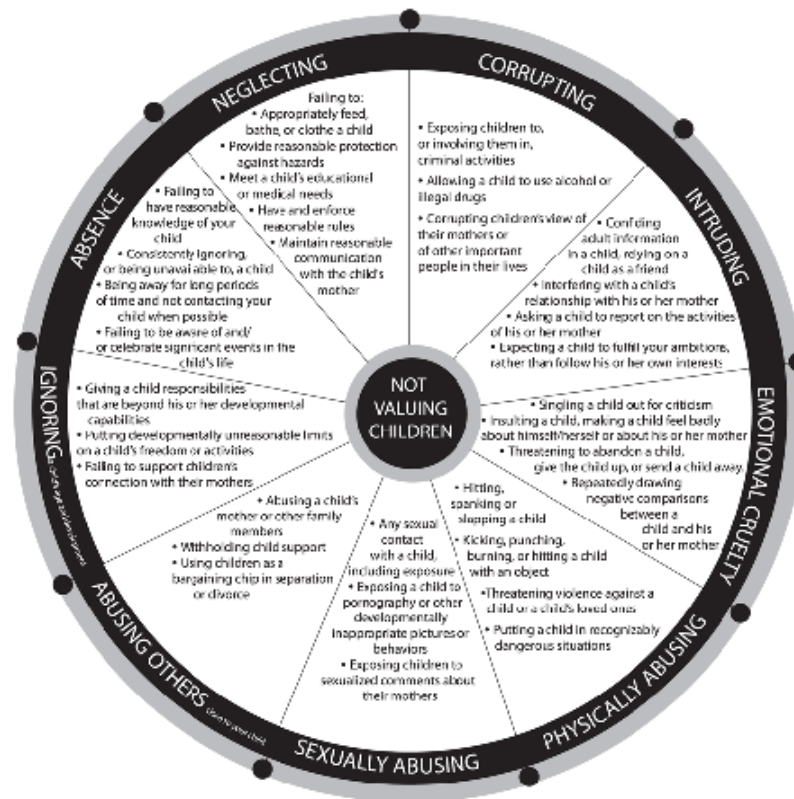 NEGLECTING
Failing to:
• Appropriately feed,
bathe, or clothe a child
• Provide reasonable protection
against hazards
• Meet a child's educational
or medical needs
• Have and enforce
reasonable rules
• Maintain reasonable
communication
with the child's
mother
CORRUPTING
• Exposing children to,
or involving them in,
criminal activities
• Allowing a child to use alcohol or
illegal drugs
• Corrupting children's view of
their mothers or
of other important
people in their lives
INTRUDING
• Confiding
adult information
in a child, relying on a
child as a friend
• Interfering with a child's
relationship with his or her mother
• Asking a child to report on the activities
of his or her mother
• Expecting a child to fulfill your ambitions,
rather than follow his or her own interests
EMOTIONAL CRUELTY
• Singling a child out for criticism
• Insulting a child, making a child feel badly
about himself/herself or about his or her mother
• Threatening to abandon a child,
give the child up, or send a child away
• Repeatedly drawing
negative comparisons
between a
child and his
or her mother
PHYSICALLY ABUSING
• Hitting,
spanking or
slapping a child
• Kicking, punching,
burning, or hitting a child
with an object
• Threatening violence against a
child or a child's loved ones
• Putting a child in recognizably
dangerous situations
SEXUALLY ABUSING
• Any sexual
contact
with a child,
including exposure
• Exposing a child to
pornography or other
developmentally
inappropriate pictures or
behaviors
• Exposing children to
sexualized comments about
their mothers
ABUSING OTHERS
• Abusing a child's
mother or other family
members
• Withholding child support
• Using children as a
bargaining chip in separation
or divorce
IGNORING
• Giving a child responsibilities
that are beyond his or her developmental
capabilities
• Putting developmentally unreasonable limits
on a child's freedom or activities
• Failing to support children's
connection with their mothers
ABSENCE
• Failing to
have reasonable
knowledge of your
child
• Consistently ignoring,
or being unavailable to, a child
• Being away for long periods
of time and not contacting your
child when possible
• Failing to be aware of and/
or celebrate significant events in the
child's life
NOT
VALUING
CHILDREN